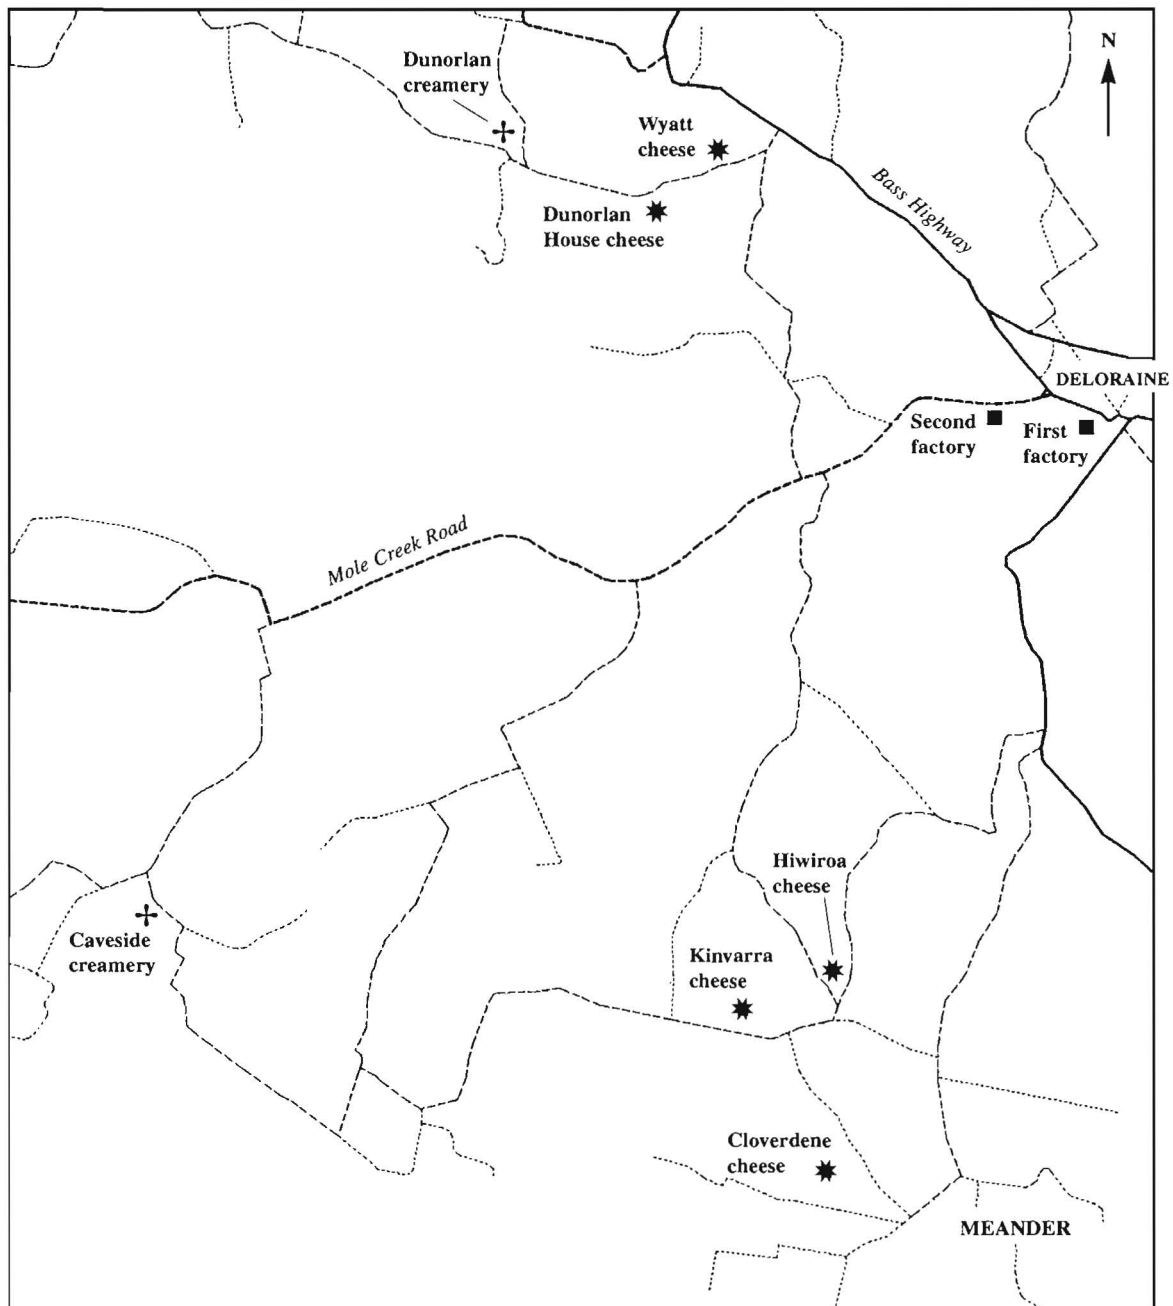 N
Dunorlan
creamery
Wyatt
cheese
Bass Highway
Dunorlan
House cheese
DELORAINE
Second
factory
First
factory
Mole Creek Road
Hiwiroa
cheese
Caveside
creamery
Kinvarra
cheese
Cloverdene
cheese
MEANDER